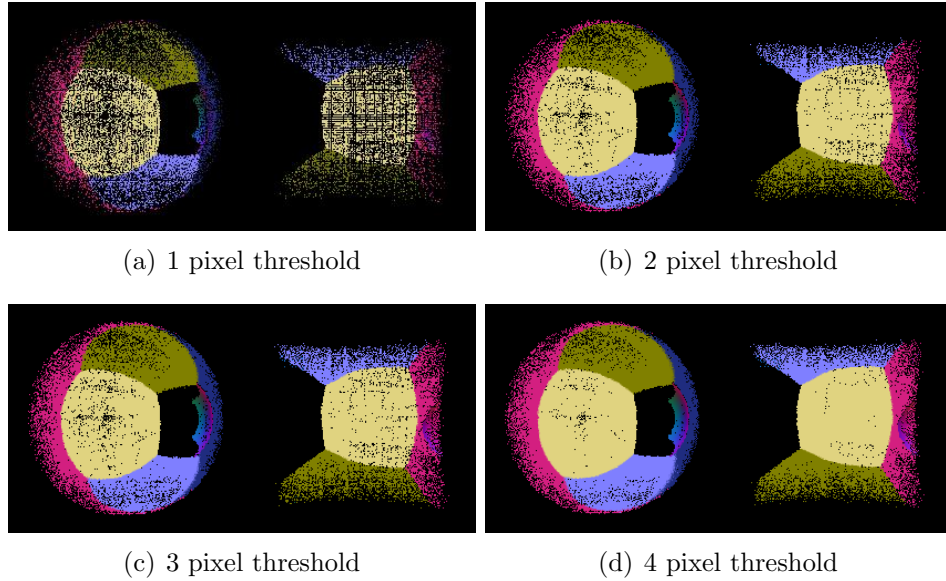 (a) 1 pixel threshold
(b) 2 pixel threshold
(c) 3 pixel threshold
(d) 4 pixel threshold